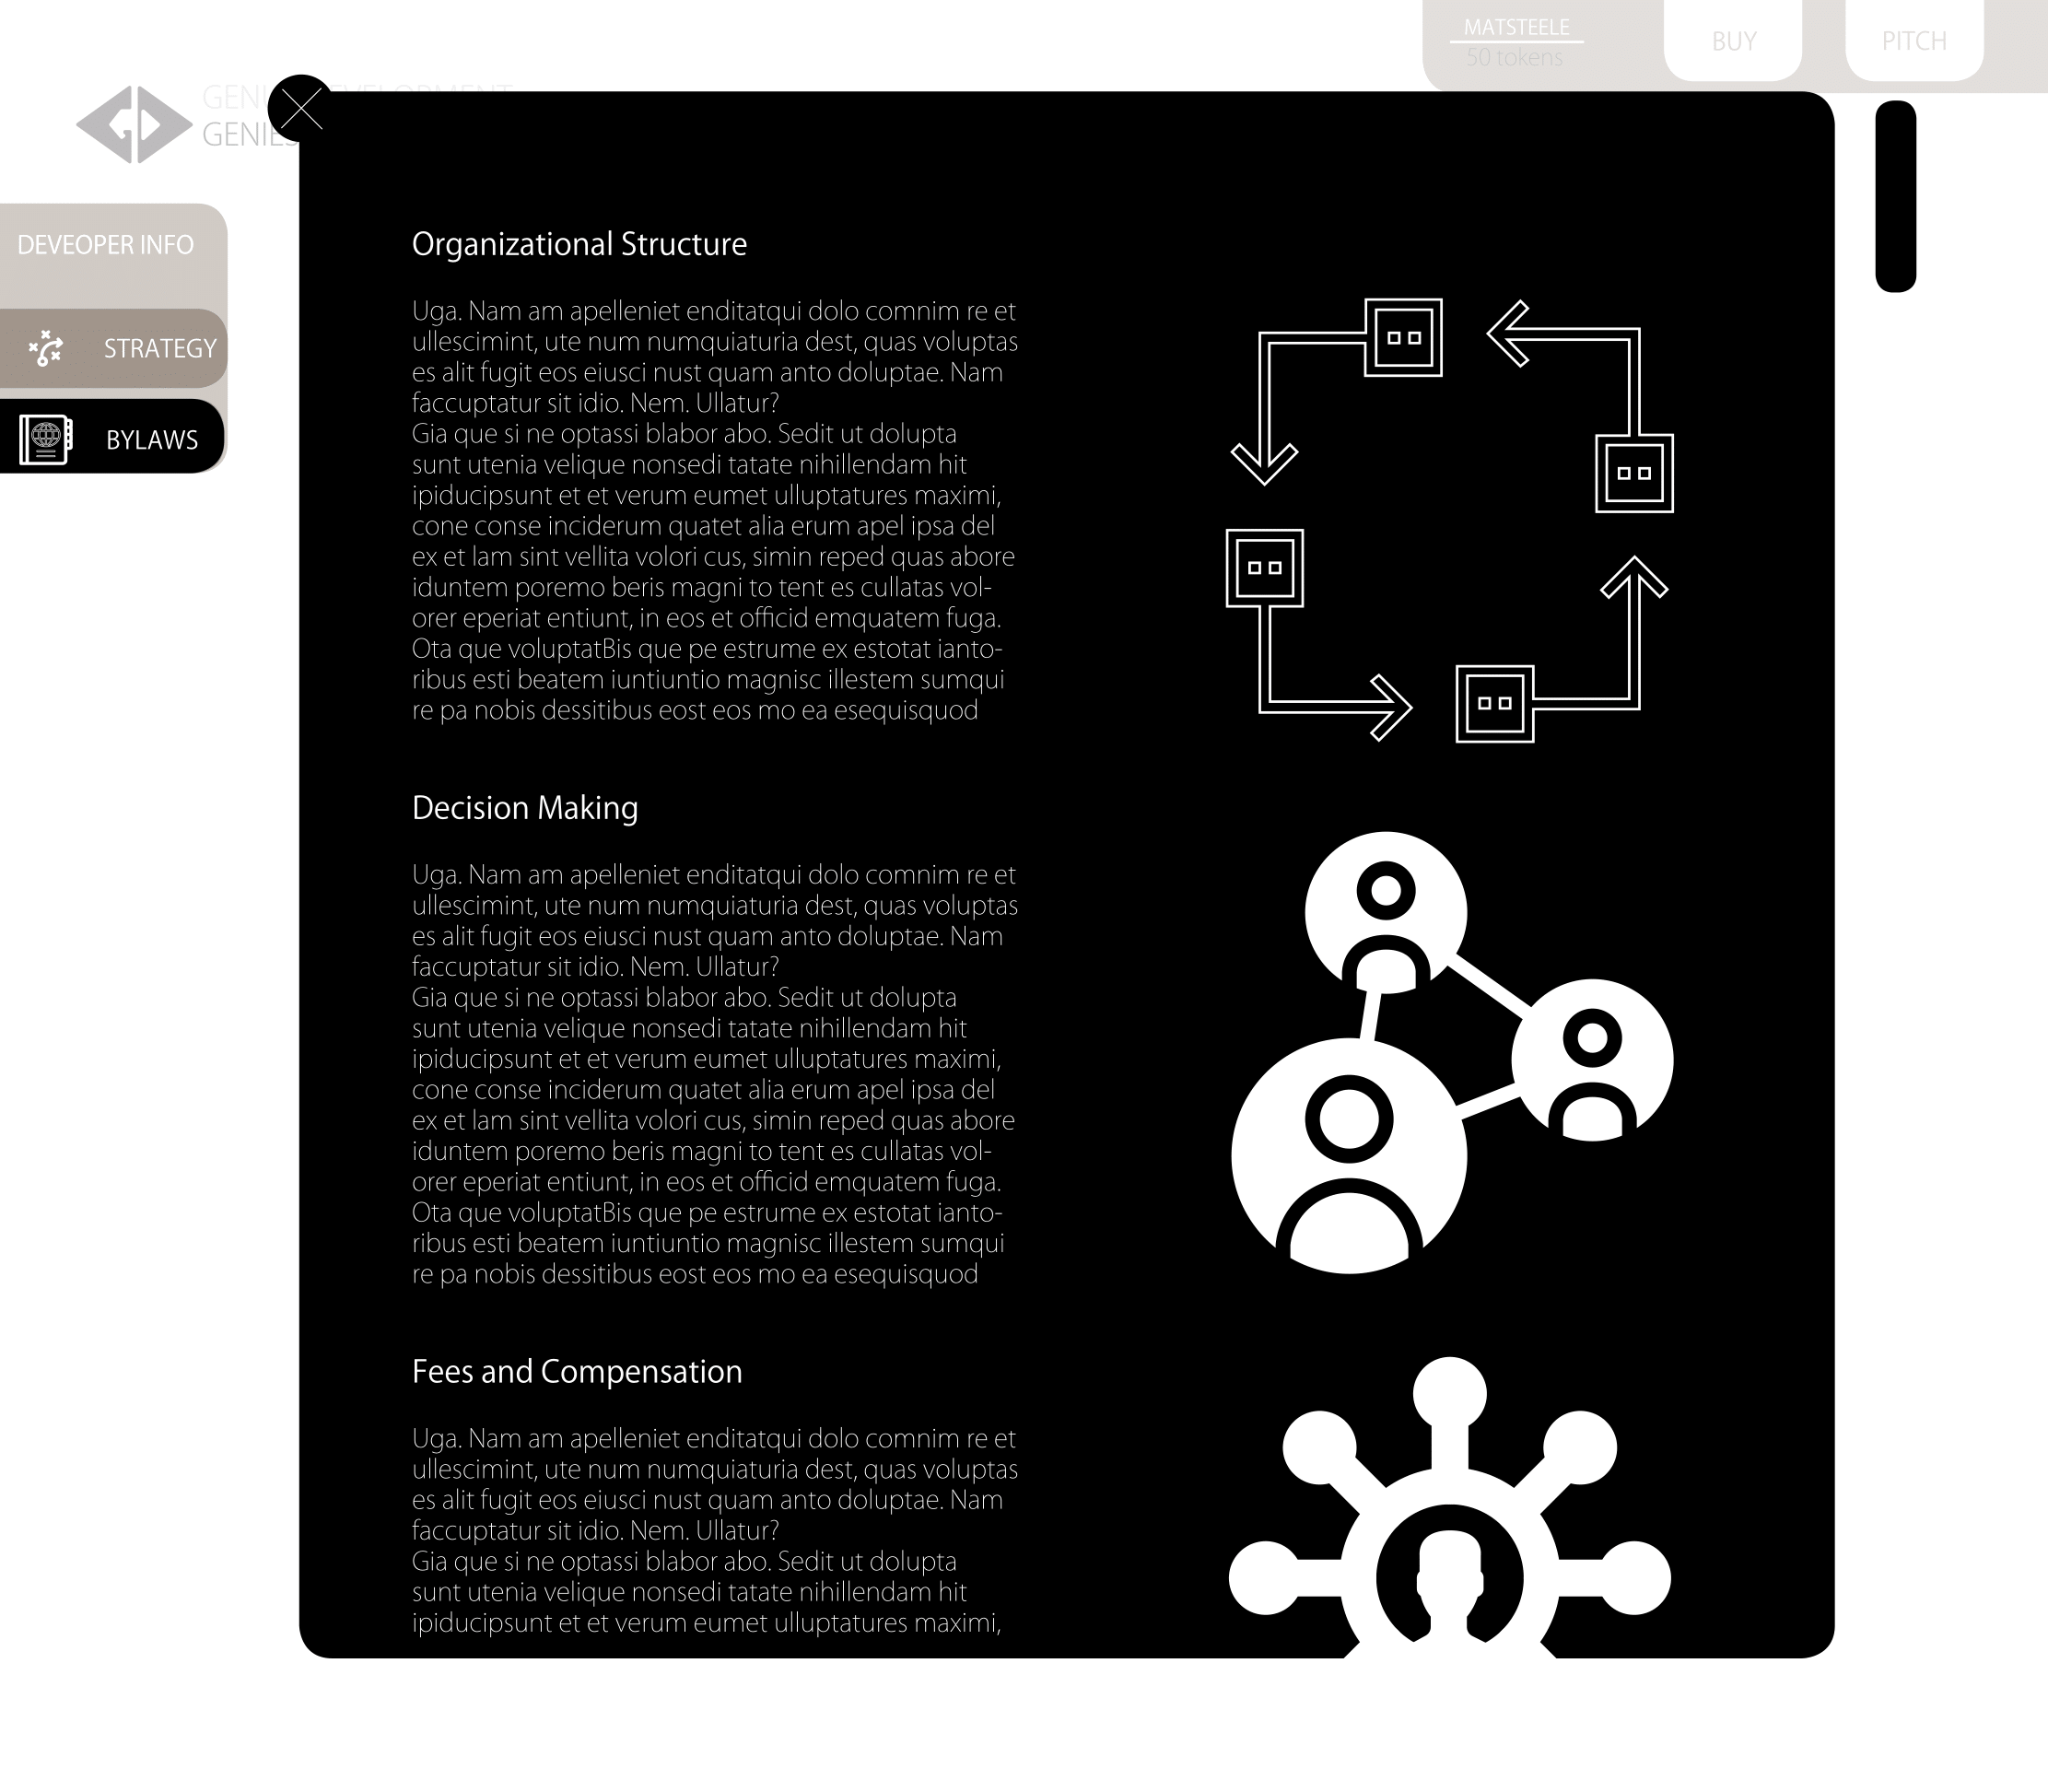 MATSTEELE
50 tokens
BUY
PITCH
GENIES
DEVEOPER INFO
STRATEGY
BYLAWS
Organizational Structure
Uga. Nam am apelleniet enditatqui dolo comnim re et
ullescimint, ute num numquiaturia dest, quas voluptas
es alit fugit eos eiusci nust quam anto doluptae. Nam
faccuptatur sit idio. Nem. Ullatur?
Gia que si ne optassi blabor abo. Sedit ut dolupta
sunt utenia velique nonsedi tatate nihillendam hit
ipiducipsunt et et verum eumet ulluptatures maximi,
cone conse inciderum quatet alia erum apel ipsa del
ex et lam sint vellita volori cus, simin reped quas abore
iduntem poremo beris magni to tent es cullatas vol-
orer eperiat entiunt, in eos et officid emquatem fuga.
Ota que voluptatBis que pe estrume ex estotat ianto-
ribus esti beatem iuntiuntio magnisc illestem sumqui
re pa nobis dessitibus eost eos mo ea esequisquod
Decision Making
Uga. Nam am apelleniet enditatqui dolo comnim re et
ullescimint, ute num numquiaturia dest, quas voluptas
es alit fugit eos eiusci nust quam anto doluptae. Nam
faccuptatur sit idio. Nem. Ullatur?
Gia que si ne optassi blabor abo. Sedit ut dolupta
sunt utenia velique nonsedi tatate nihillendam hit
ipiducipsunt et et verum eumet ulluptatures maximi,
cone conse inciderum quatet alia erum apel ipsa del
ex et lam sint vellita volori cus, simin reped quas abore
iduntem poremo beris magni to tent es cullatas vol-
orer eperiat entiunt, in eos et officid emquatem fuga.
Ota que voluptatBis que pe estrume ex estotat ianto-
ribus esti beatem iuntiuntio magnisc illestem sumqui
re pa nobis dessitibus eost eos mo ea esequisquod
Fees and Compensation
Uga. Nam am apelleniet enditatqui dolo comnim re et
ullescimint, ute num numquiaturia dest, quas voluptas
es alit fugit eos eiusci nust quam anto doluptae. Nam
faccuptatur sit idio. Nem. Ullatur?
Gia que si ne optassi blabor abo. Sedit ut dolupta
sunt utenia velique nonsedi tatate nihillendam hit
ipiducipsunt et et verum eumet ulluptatures maximi,